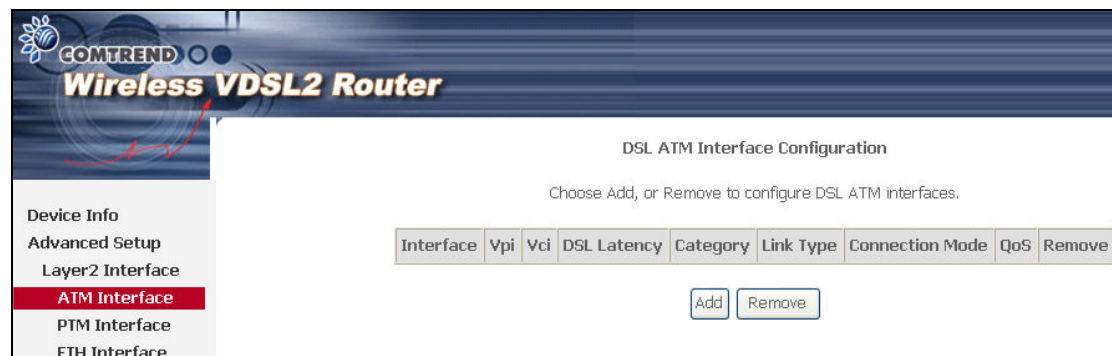 COMTREND
Wireless VDSL2 Router
DSL ATM Interface Configuration
Choose Add, or Remove to configure DSL ATM interfaces.
Interface Vpi Vci DSL Latency Category Link Type Connection Mode QoS Remove
Add Remove
Device Info
Advanced Setup
Layer2 Interface
ATM Interface
PTM Interface
ETH Interface